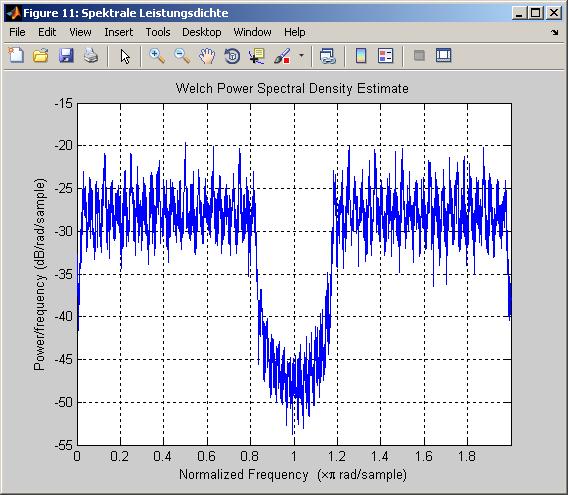 Figure 11: Spektrale Leistungsdichte
File Edit View Insert Tools Desktop Window Help
Welch Power Spectral Density Estimate
-15
-20
-25
-30
-35
-40
-45
-50
-55
Power/frequency (dB/rad/sample)
0 0.2 0.4 0.6 0.8 1 1.2 1.4 1.6 1.8
Normalized Frequency (×π rad/sample)